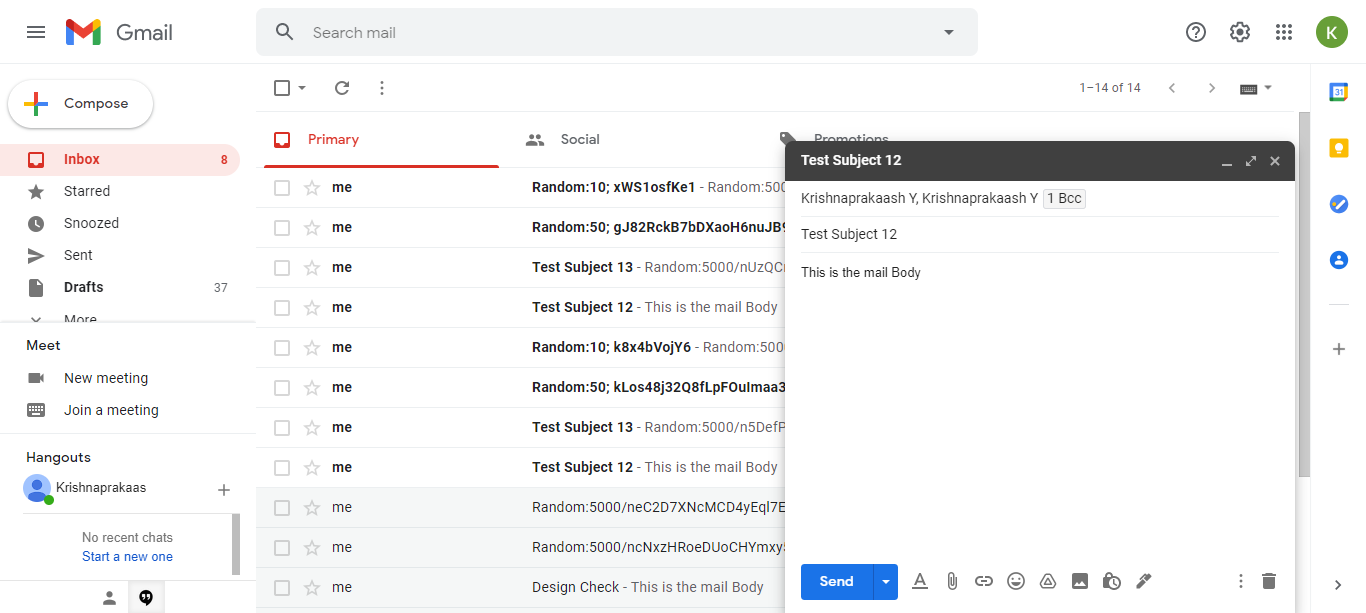 Gmail
Search mail
K
Compose
1–14 of 14
31
Inbox 8
Starred
Snoozed
Sent
Drafts 37
More
Meet
New meeting
Join a meeting
Hangouts
Krishnaprakaas
No recent chats
Start a new one
Primary
Social
Promotions
me Random:10; xWS1osfKe1 - Random:500
me Random:50; gJ82RckB7bDXaoH6nuJB9
me Test Subject 13 - Random:5000/nUzQCr
me Test Subject 12 - This is the mail Body
me Random:10; k8x4bVojY6 - Random:500
me Random:50; kLos48j32Q8fLpFOuImaa3
me Test Subject 13 - Random:5000/n5DefP
me Test Subject 12 - This is the mail Body
me Random:5000/neC2D7XNcMCD4yEql7E
me Random:5000/ncNxzHRoeDUoCHYmxy5
me Design Check - This is the mail Body
Test Subject 12
Krishnaprakaash Y, Krishnaprakaash Y 1 Bcc
Test Subject 12
This is the mail Body
Send